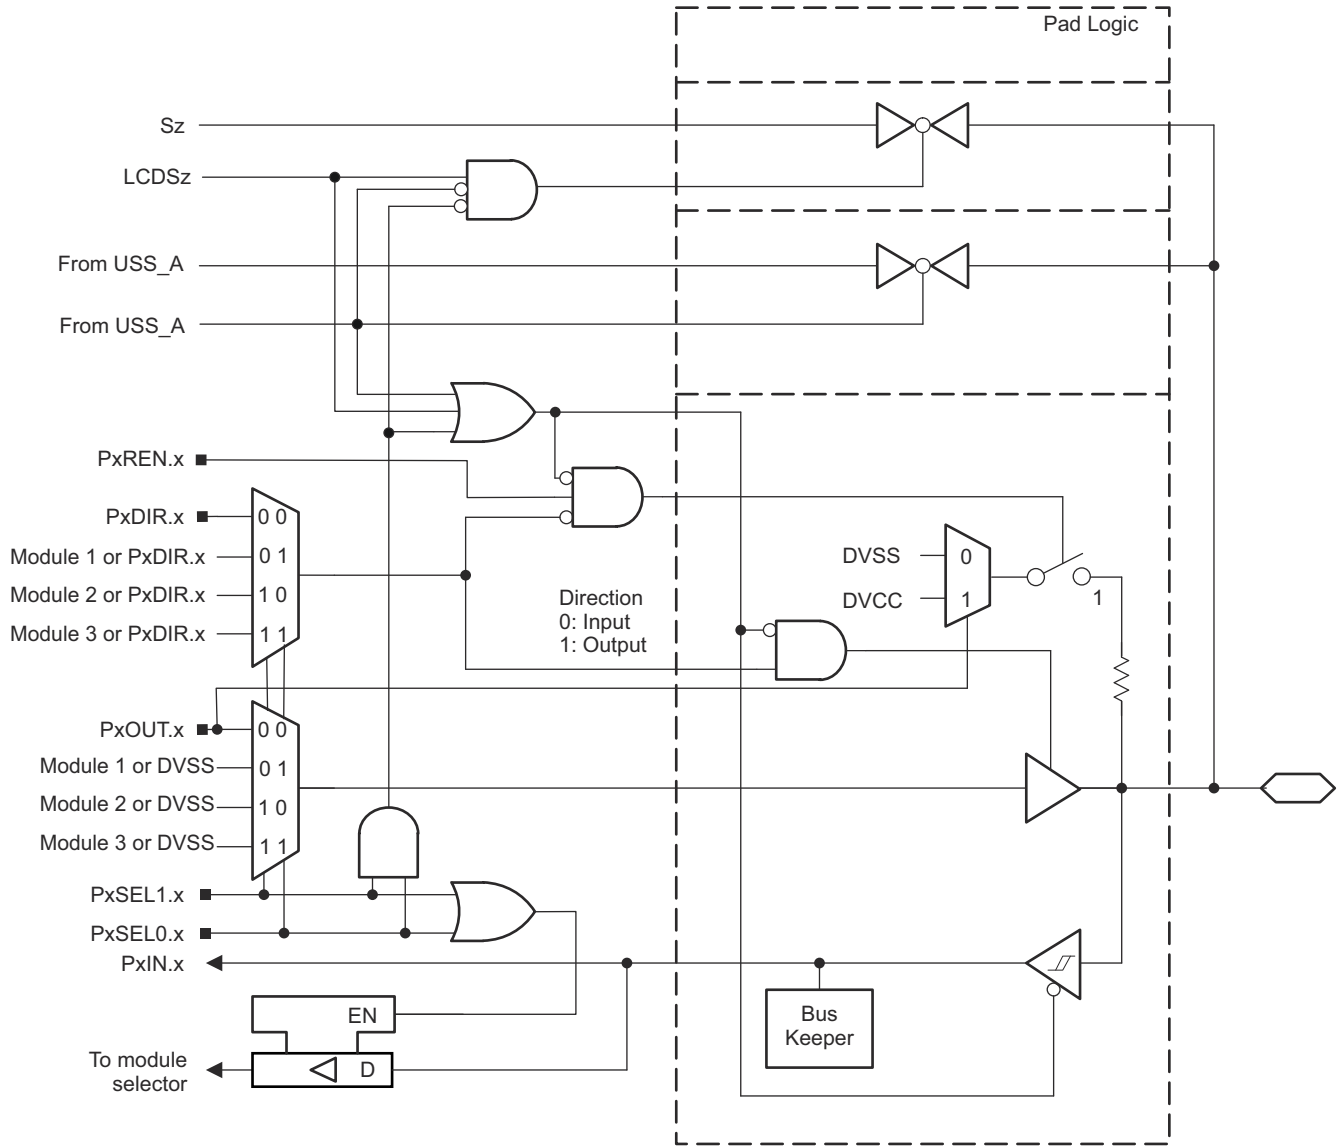 Pad Logic
Sz
LCDSz
From USS_A
From USS_A
PxREN.x
PxDIR.x
0 0
Module 1 or PxDIR.x
0 1
Module 2 or PxDIR.x
1 0
Module 3 or PxDIR.x
1 1
Direction
0: Input
1: Output
DVSS
0
DVCC
1
1
PxOUT.x
0 0
Module 1 or DVSS
0 1
Module 2 or DVSS
1 0
Module 3 or DVSS
1 1
PxSEL1.x
PxSEL0.x
PxIN.x
EN
D
To module
selector
Bus
Keeper